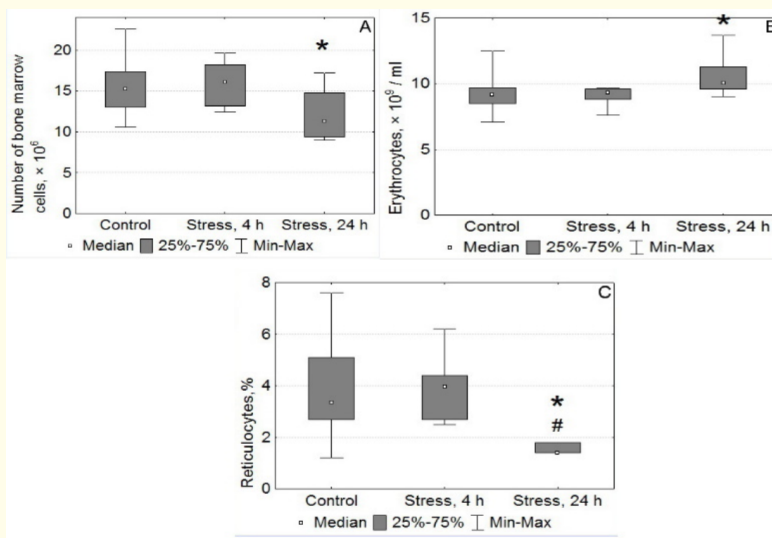 A
Number of bone marrow
cells, × 10⁶
20
15
10
5
0
*
Control
Stress, 4 h
Stress, 24 h
▫ Median ■ 25%-75% ⌶ Min-Max
Erythrocytes, × 10⁹ / ml
15
10
5
0
*
Control
Stress, 4 h
Stress, 24 h
▫ Median ■ 25%-75% ⌶ Min-Max
C
Reticulocytes,%
8
6
4
2
0
*
#
Control
Stress, 4 h
Stress, 24 h
▫ Median ■ 25%-75% ⌶ Min-Max